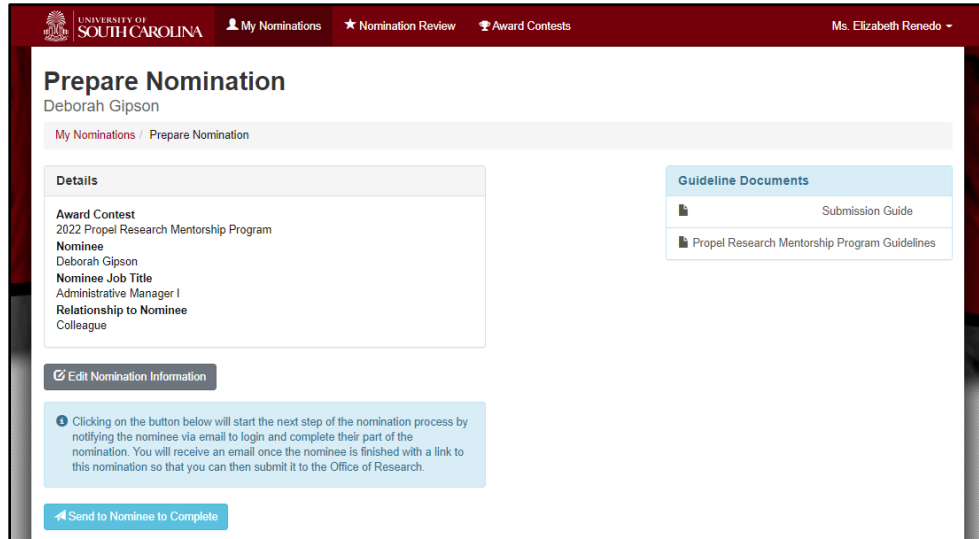 UNIVERSITY OF
SOUTH CAROLINA
My Nominations
Nomination Review
Award Contests
Ms. Elizabeth Renedo
Prepare Nomination
Deborah Gipson
My Nominations / Prepare Nomination
Details
Award Contest
2022 Propel Research Mentorship Program
Nominee
Deborah Gipson
Nominee Job Title
Administrative Manager I
Relationship to Nominee
Colleague
Guideline Documents
Submission Guide
Propel Research Mentorship Program Guidelines
Edit Nomination Information
Clicking on the button below will start the next step of the nomination process by
notifying the nominee via email to login and complete their part of the
nomination. You will receive an email once the nominee is finished with a link to
this nomination so that you can then submit it to the Office of Research.
Send to Nominee to Complete